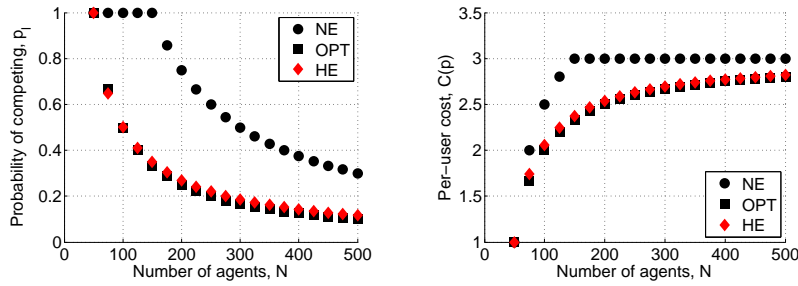 1
0.8
0.6
0.4
0.2
0
0 100 200 300 400 500
Number of agents, N
Probability of competing, p_l
NE
OPT
HE
3.5
3
2.5
2
1.5
1
0 100 200 300 400 500
Number of agents, N
Per-user cost, C(p)
NE
OPT
HE